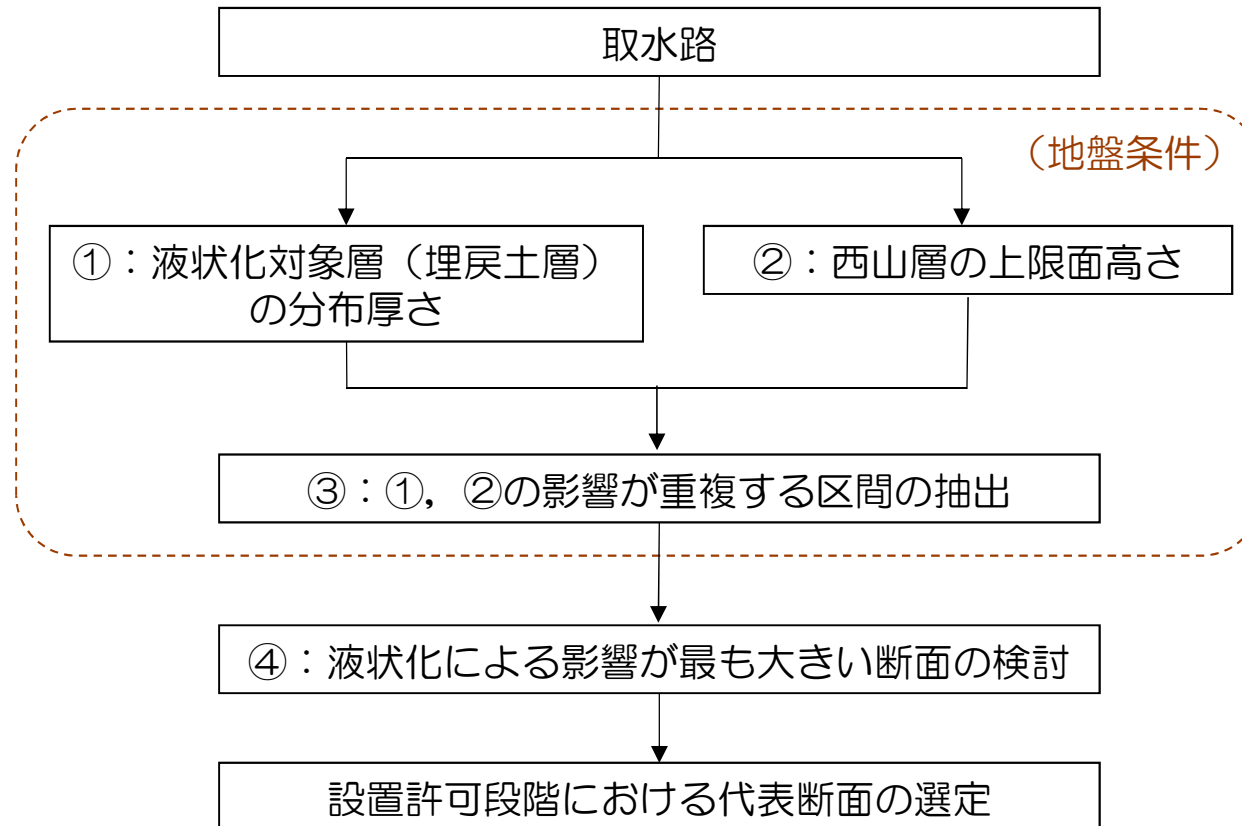 取水路
（地盤条件）
①：液状化対象層（埋戻土層）
の分布厚さ
②：西山層の上限面高さ
③：①，②の影響が重複する区間の抽出
④：液状化による影響が最も大きい断面の検討
設置許可段階における代表断面の選定